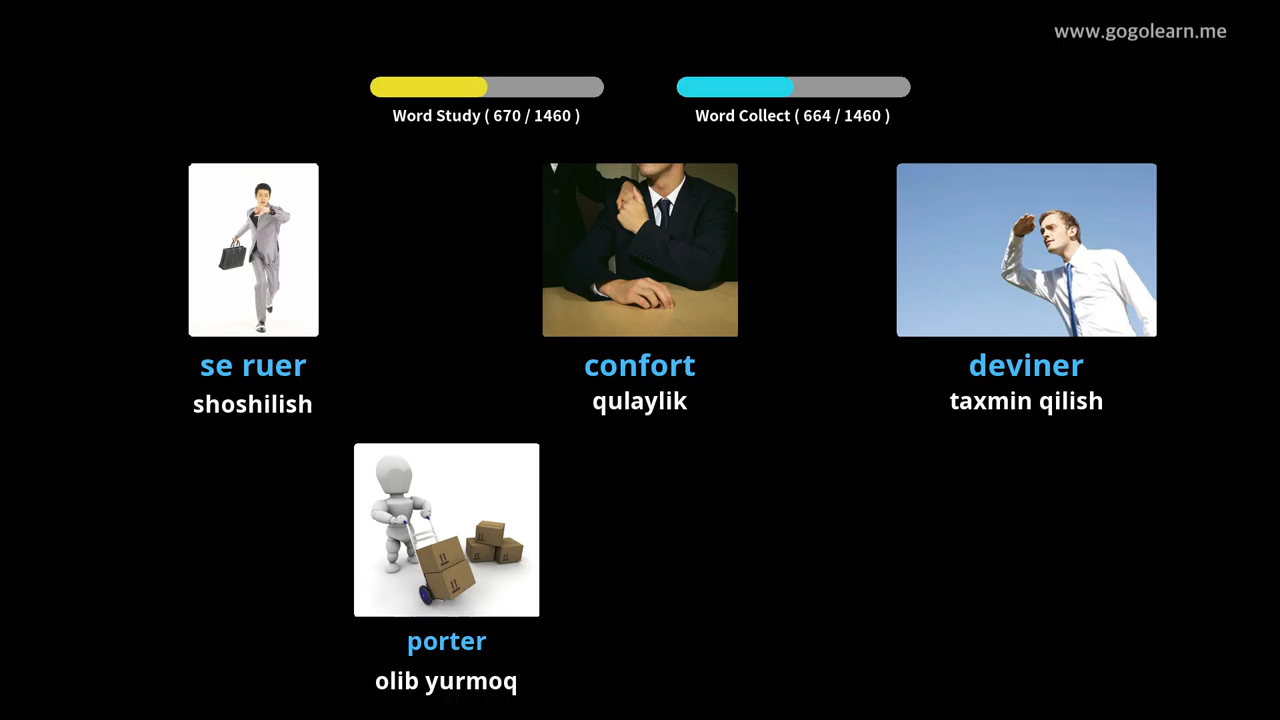 www.gogolearn.me
Word Study ( 670 / 1460 )
Word Collect ( 664 / 1460 )
se ruer
shoshilish
confort
qulaylik
deviner
taxmin qilish
porter
olib yurmoq